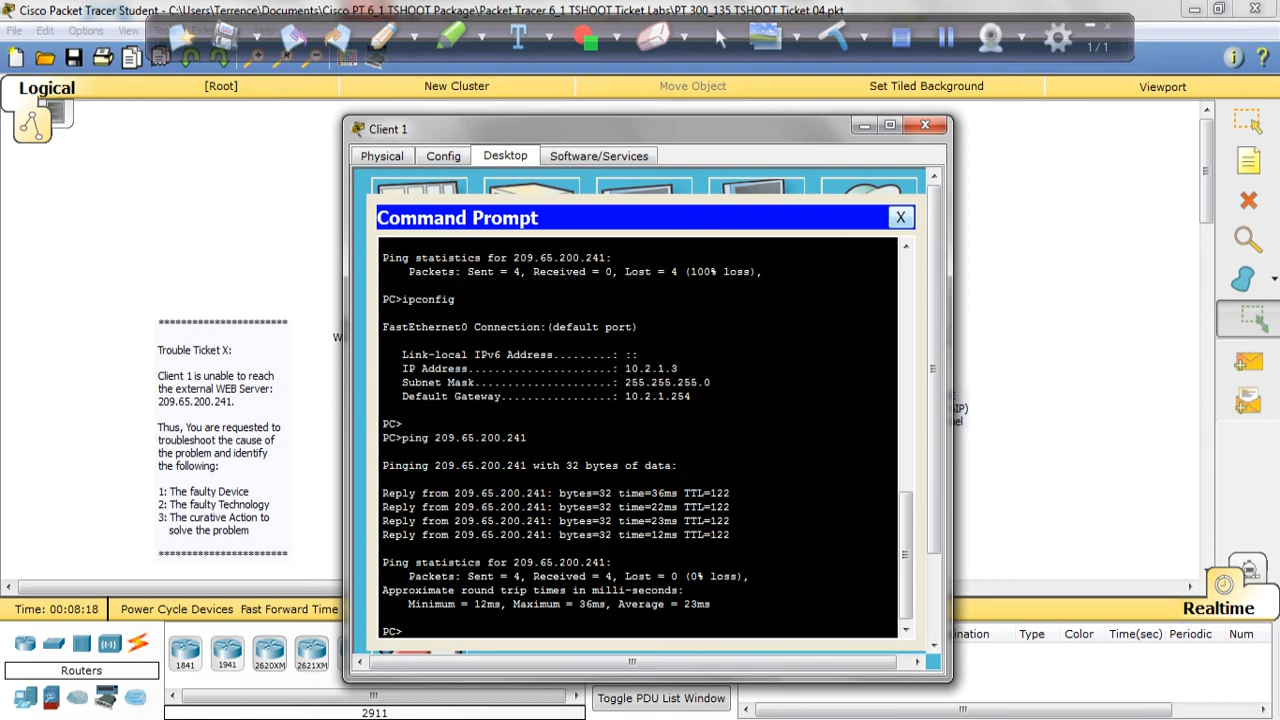 Cisco Packet Tracer Student - C:\Users\Terrence\Documents\Cisco PT 6_1 TSHOOT Package\Packet Tracer 6_1 TSHOOT Ticket Labs\PT 300_135 TSHOOT Ticket 04.pkt
File Edit Options View
1/1
Logical [Root] New Cluster Move Object Set Tiled Background Viewport
Client 1
Physical Config Desktop Software/Services
Command Prompt X
Ping statistics for 209.65.200.241:
Packets: Sent = 4, Received = 0, Lost = 4 (100% loss),
PC>ipconfig
FastEthernet0 Connection:(default port)
Link-local IPv6 Address.........: ::
IP Address......................: 10.2.1.3
Subnet Mask.....................: 255.255.255.0
Default Gateway.................: 10.2.1.254
PC>
PC>ping 209.65.200.241
Pinging 209.65.200.241 with 32 bytes of data:
Reply from 209.65.200.241: bytes=32 time=36ms TTL=122
Reply from 209.65.200.241: bytes=32 time=22ms TTL=122
Reply from 209.65.200.241: bytes=32 time=23ms TTL=122
Reply from 209.65.200.241: bytes=32 time=12ms TTL=122
Ping statistics for 209.65.200.241:
Packets: Sent = 4, Received = 4, Lost = 0 (0% loss),
Approximate round trip times in milli-seconds:
Minimum = 12ms, Maximum = 36ms, Average = 23ms
PC>
***********************
Trouble Ticket X:
Client 1 is unable to reach
the external WEB Server:
209.65.200.241.
Thus, You are requested to
troubleshoot the cause of
the problem and identify
the following:
1: The faulty Device
2: The faulty Technology
3: The curative Action to
solve the problem
***********************
Time: 00:08:18 Power Cycle Devices Fast Forward Time
Realtime
Routers
1841 1941 2620XM 2621XM
2911
Toggle PDU List Window
ination Type Color Time(sec) Periodic Num